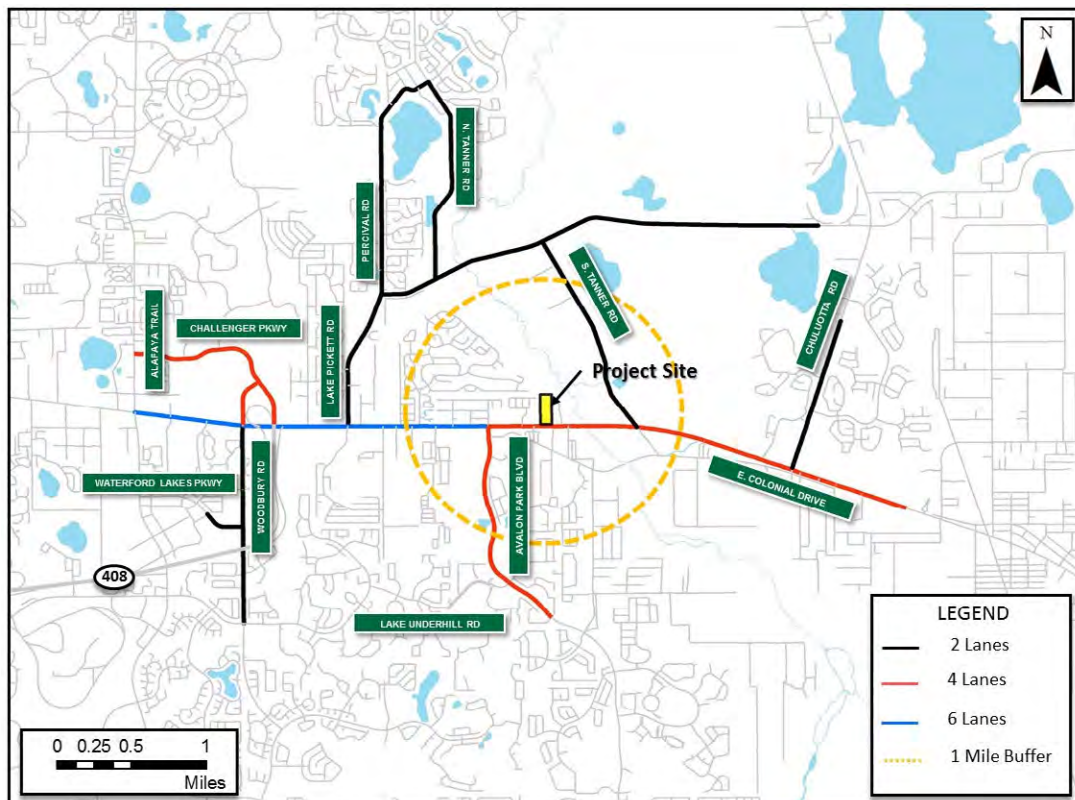 N
N. TANNER RD
PERCIVAL RD
S. TANNER RD
CHULUOTTA RD
CHALLENGER PKWY
ALAFAYA TRAIL
LAKE PICKETT RD
Project Site
WATERFORD LAKES PKWY
WOODBURY RD
AVALON PARK BLVD
E. COLONIAL DRIVE
408
LAKE UNDERHILL RD
LEGEND
2 Lanes
4 Lanes
6 Lanes
1 Mile Buffer
0 0.25 0.5 1
Miles